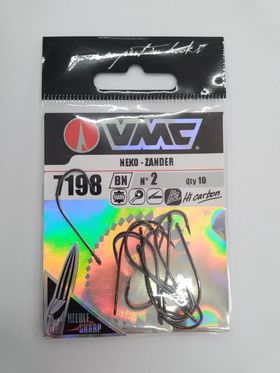 VMC
NEKO - ZANDER
7198 BN N° 2 Qty 10
Hi carbon
NEEDLE
SHARP